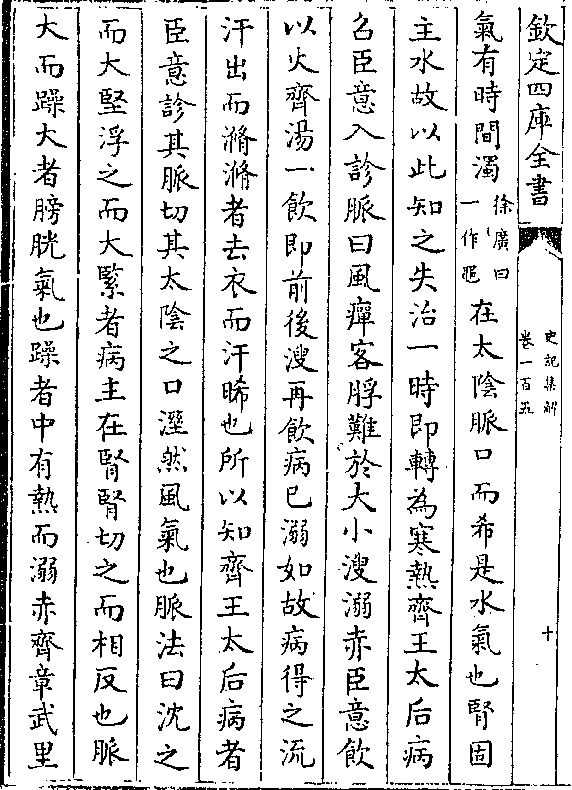 欽定四庫全書
史記集解
卷一百五
十
氣有時間濁徐廣曰一作黽在太陰脈口而希是水氣也腎固
主水故以此知之失治一時即轉為寒熱齊王太后病
召臣意入診脈曰風癉客脬難於大小溲溺赤臣意飲
以火齊湯一飲即前後溲再飲病已溺如故病得之流
汗出而滫滫者去衣而汗晞也所以知齊王太后病者
臣意診其脈切其太陰之口溼然風氣也脈法曰沈之
而大堅浮之而大緊者病主在腎腎切之而相反也脈
大而躁大者膀胱氣也躁者中有熱而溺赤齊章武里